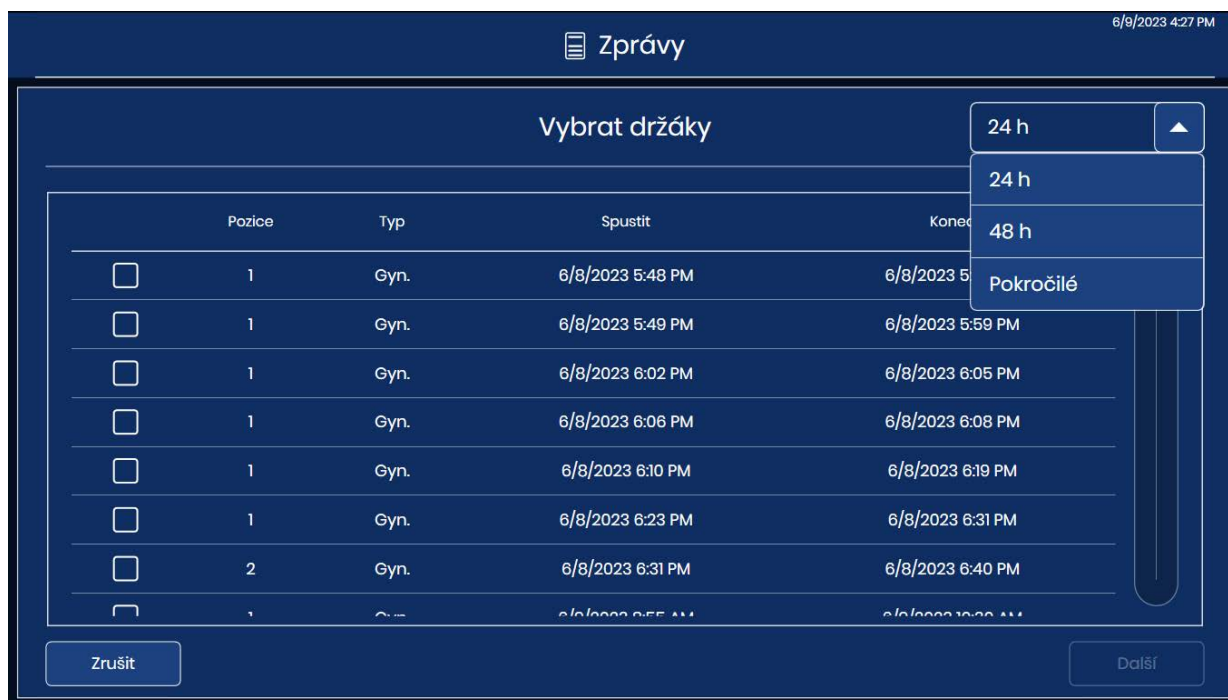 6/9/2023 4:27 PM
Zprávy
Vybrat držáky
24 h
24 h
48 h
Pokročilé
Pozice Typ Spustit
1 Gyn. 6/8/2023 5:48 PM 6/8/2023
1 Gyn. 6/8/2023 5:49 PM 6/8/2023 5:59 PM
1 Gyn. 6/8/2023 6:02 PM 6/8/2023 6:05 PM
1 Gyn. 6/8/2023 6:06 PM 6/8/2023 6:08 PM
1 Gyn. 6/8/2023 6:10 PM 6/8/2023 6:19 PM
1 Gyn. 6/8/2023 6:23 PM 6/8/2023 6:31 PM
2 Gyn. 6/8/2023 6:31 PM 6/8/2023 6:40 PM
Zrušit Další